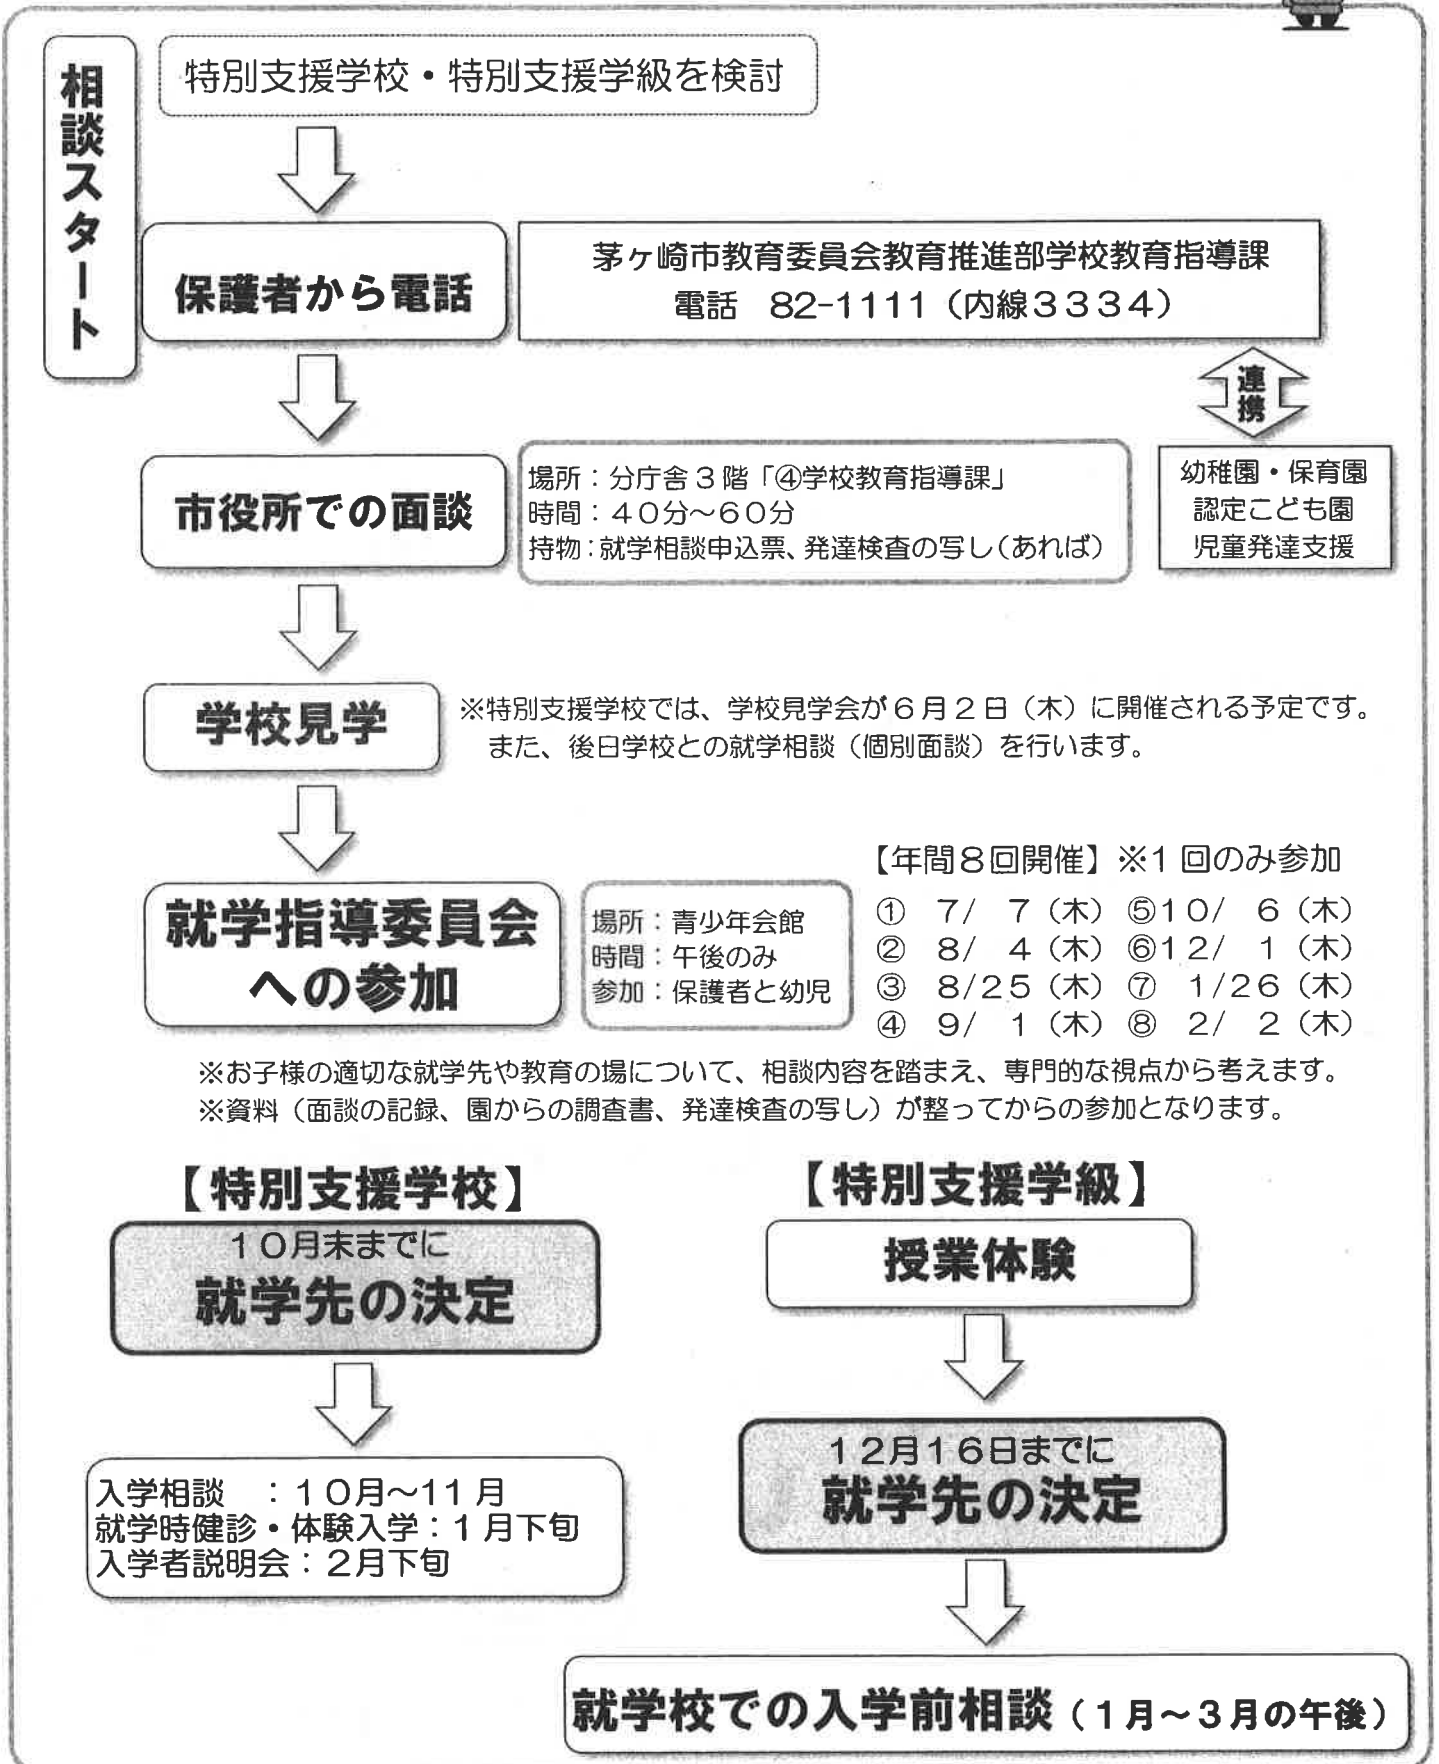 相談スタート
特別支援学校・特別支援学級を検討
保護者から電話
茅ヶ崎市教育委員会教育推進部学校教育指導課
電話 82-1111(内線3334)
連携
幼稚園・保育園
認定こども園
児童発達支援
市役所での面談
場所：分庁舎3階「④学校教育指導課」
時間：40分～60分
持物：就学相談申込票、発達検査の写し(あれば)
学校見学
※特別支援学校では、学校見学会が6月2日(木)に開催される予定です。
また、後日学校との就学相談(個別面談)を行います。
就学指導委員会
への参加
場所：青少年会館
時間：午後のみ
参加：保護者と幼児
【年間8回開催】※1回のみ参加
① 7/ 7(木) ⑤10/ 6(木)
② 8/ 4(木) ⑥12/ 1(木)
③ 8/25(木) ⑦ 1/26(木)
④ 9/ 1(木) ⑧ 2/ 2(木)
※お子様の適切な就学先や教育の場について、相談内容を踏まえ、専門的な視点から考えます。
※資料(面談の記録、園からの調査書、発達検査の写し)が整ってからの参加となります。
【特別支援学校】
10月末までに
就学先の決定
入学相談 ：10月～11月
就学時健診・体験入学：1月下旬
入学者説明会：2月下旬
【特別支援学級】
授業体験
12月16日までに
就学先の決定
就学校での入学前相談(1月～3月の午後)